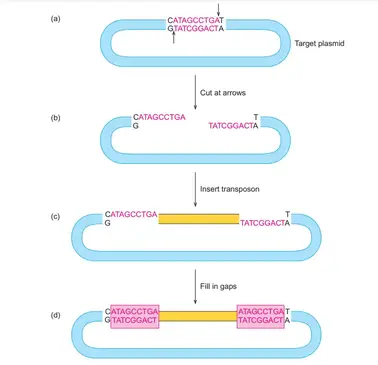 (a)
CATAGCCTGAT
GTATCGGACTA
Target plasmid
Cut at arrows
(b)
CATAGCCTGA T
G TATCGGACTA
Insert transposon
(c)
CATAGCCTGA T
G TATCGGACTA
Fill in gaps
(d)
CATAGCCTGA ATAGCCTGAT
GTATCGGACT TATCGGACTA